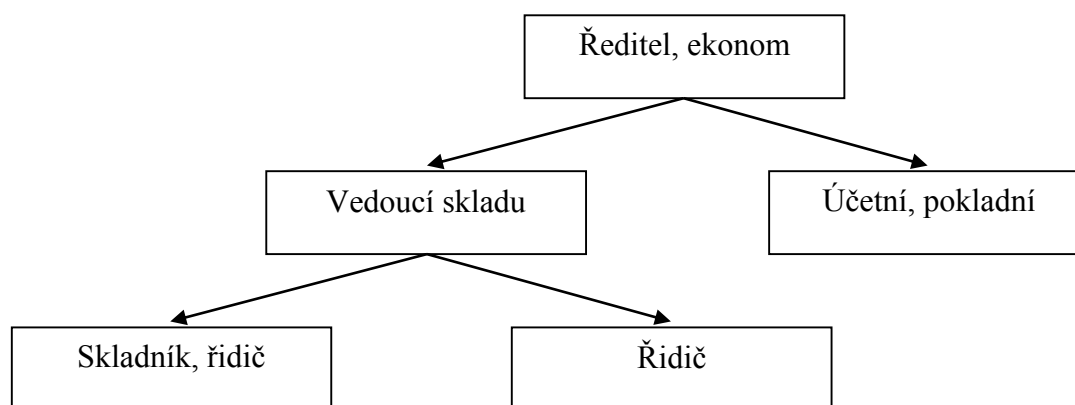 Ředitel, ekonom
Vedoucí skladu
Účetní, pokladní
Skladník, řidič
Řidič